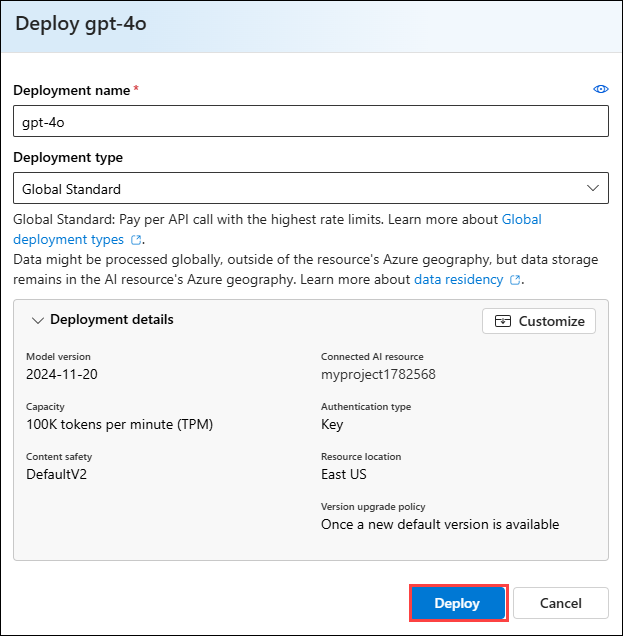 Deploy gpt-4o
Deployment name *
gpt-4o
Deployment type
Global Standard
Global Standard: Pay per API call with the highest rate limits. Learn more about Global
deployment types .
Data might be processed globally, outside of the resource's Azure geography, but data storage
remains in the AI resource's Azure geography. Learn more about data residency .
Deployment details
Customize
Model version
2024-11-20
Connected AI resource
myproject1782568
Capacity
100K tokens per minute (TPM)
Authentication type
Key
Content safety
DefaultV2
Resource location
East US
Version upgrade policy
Once a new default version is available
Deploy
Cancel